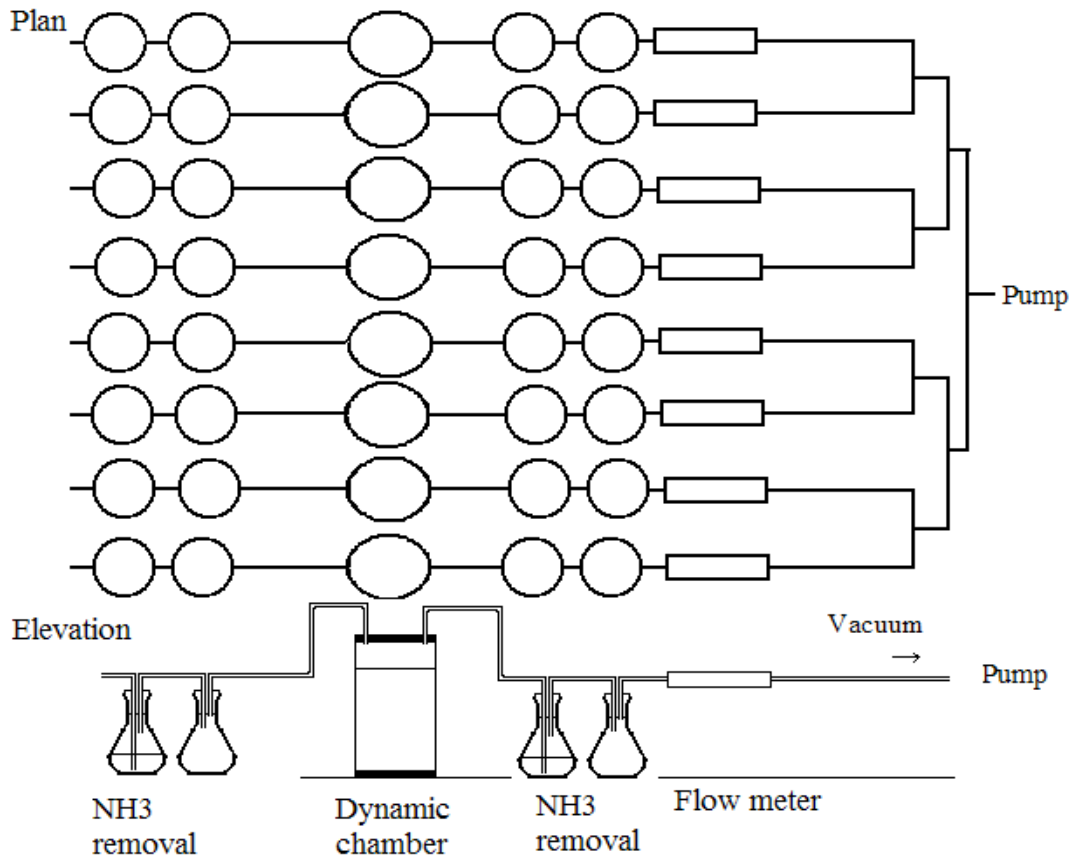 Plan
Pump
Elevation
Vacuum
→
Pump
NH3
removal
Dynamic
chamber
NH3
removal
Flow meter